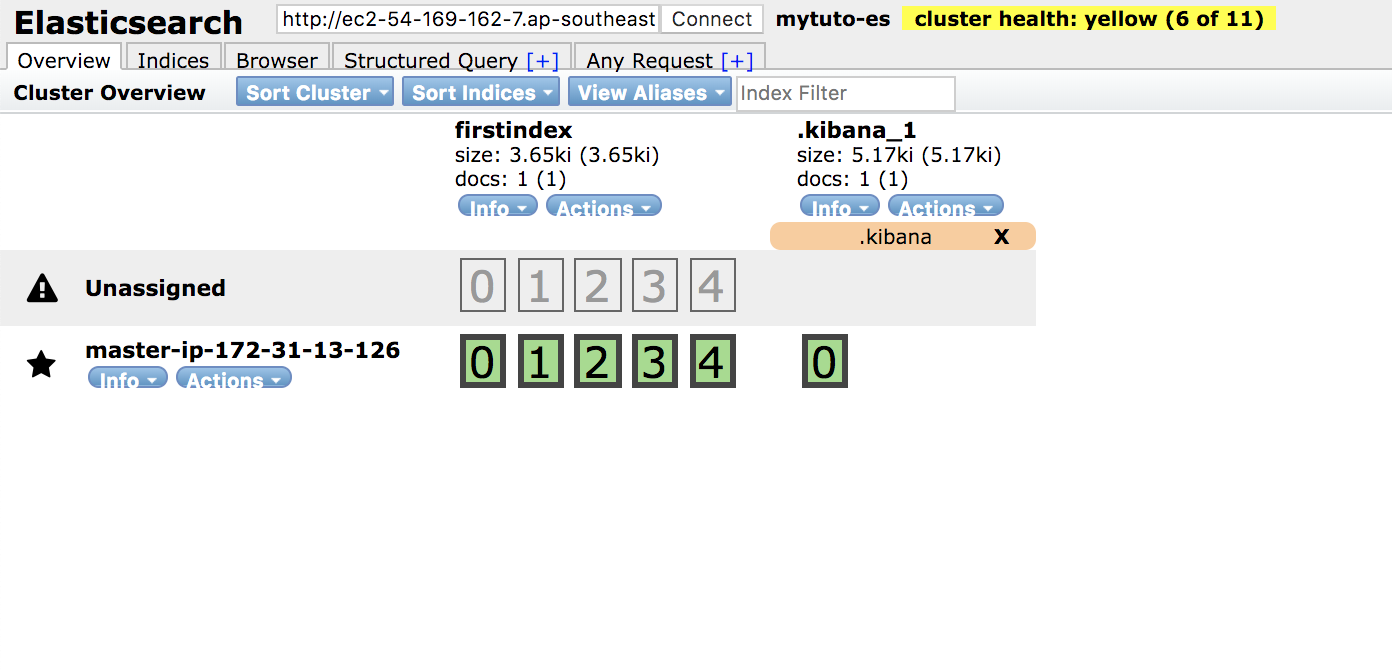 Elasticsearch http://ec2-54-169-162-7.ap-southeast Connect mytuto-es cluster health: yellow (6 of 11)
Overview Indices Browser Structured Query [+] Any Request [+]
Cluster Overview Sort Cluster Sort Indices View Aliases Index Filter
firstindex .kibana_1
size: 3.65ki (3.65ki) size: 5.17ki (5.17ki)
docs: 1 (1) docs: 1 (1)
Info Actions Info Actions
.kibana X
Unassigned 0 1 2 3 4
master-ip-172-31-13-126 0 1 2 3 4 0
Info Actions